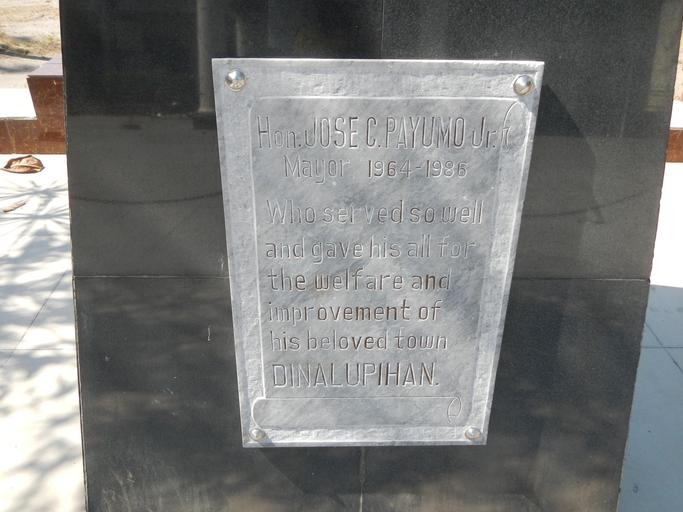 Hon. JOSE C. PAYUMO Jr.
Mayor 1964-1986
Who served so well
and gave his all for
the welfare and
improvement of
his beloved town
DINALUPIHAN.